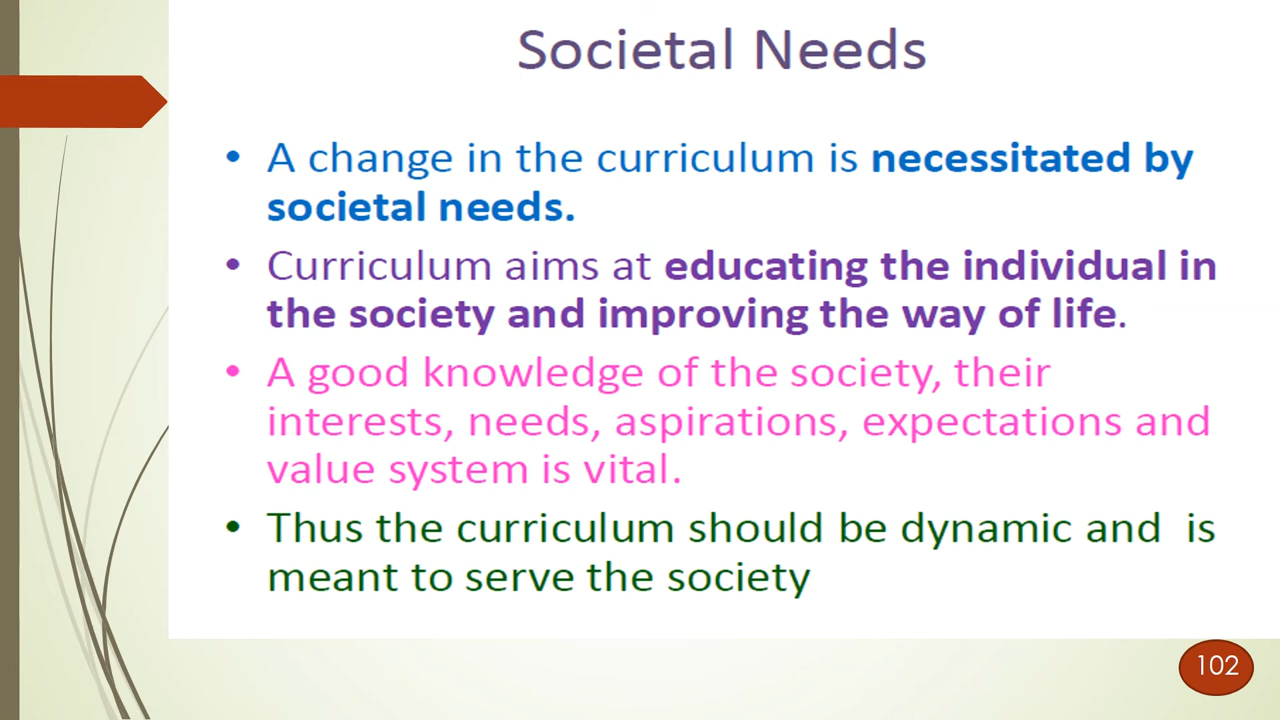 Societal Needs
• A change in the curriculum is necessitated by
societal needs.
• Curriculum aims at educating the individual in
the society and improving the way of life.
• A good knowledge of the society, their
interests, needs, aspirations, expectations and
value system is vital.
• Thus the curriculum should be dynamic and  is
meant to serve the society
102